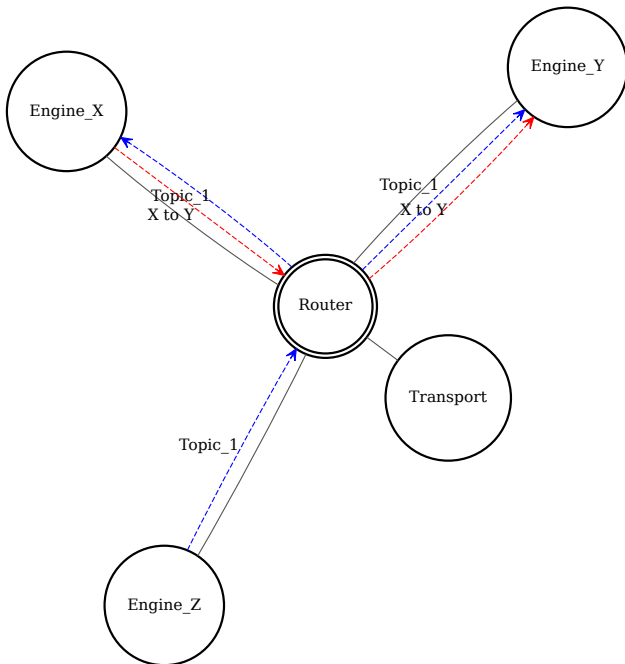 Engine_Y
Engine_X
Topic_1
Topic_1
X to Y
X to Y
Router
Transport
Topic_1
Engine_Z